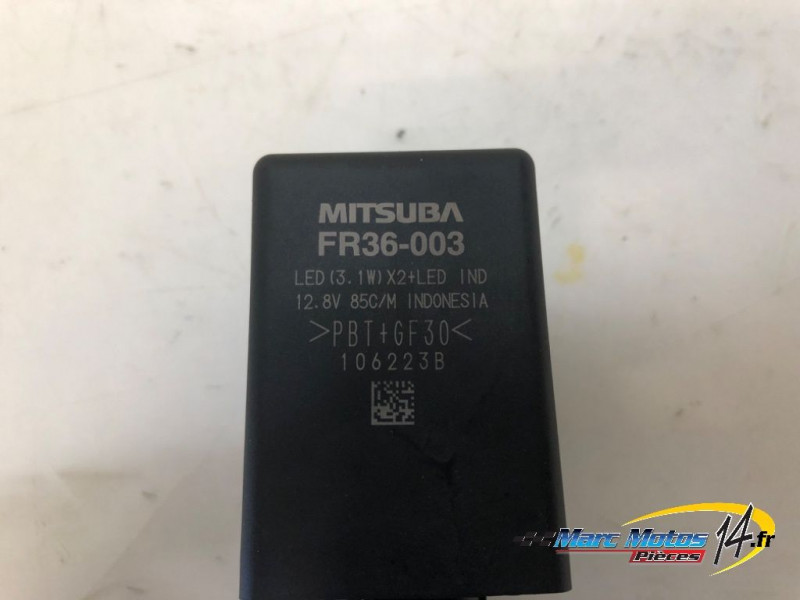 MITSUBA
FR36-003
LED(3.1W)X2+LED IND
12.8V 85C/M INDONESIA
>PBT+GF30<
106223B
Marc Motos 14.fr
Pièces